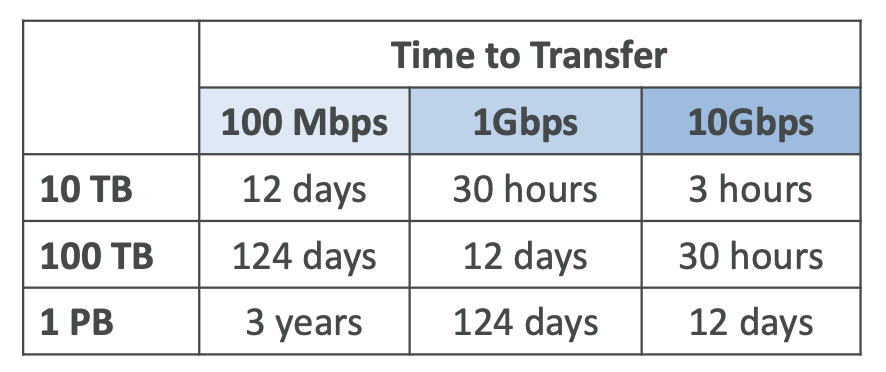 Time to Transfer
100 Mbps 1Gbps 10Gbps
10 TB 12 days 30 hours 3 hours
100 TB 124 days 12 days 30 hours
1 PB 3 years 124 days 12 days